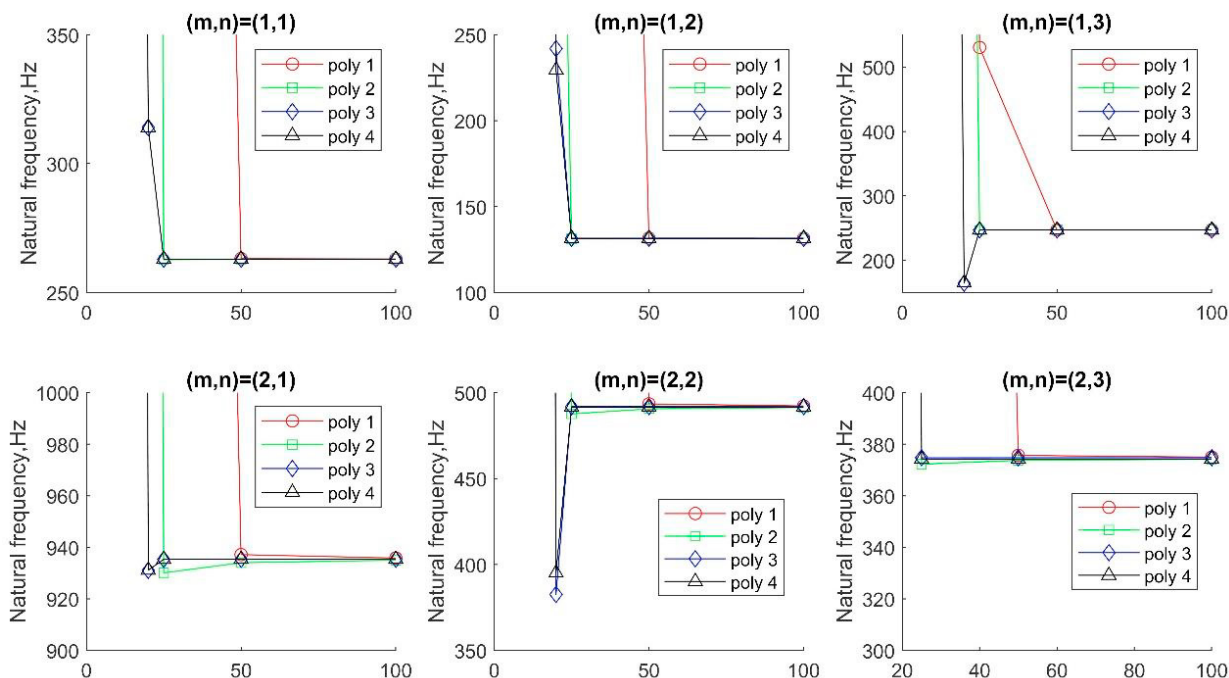 (m,n)=(1,1)
350
300
250
0
50
100
Natural frequency,Hz
poly 1
poly 2
poly 3
poly 4
(m,n)=(1,2)
250
200
150
100
0
50
100
Natural frequency,Hz
poly 1
poly 2
poly 3
poly 4
(m,n)=(1,3)
500
400
300
200
0
20
40
60
80
100
Natural frequency,Hz
poly 1
poly 2
poly 3
poly 4
(m,n)=(2,1)
1000
980
960
940
920
900
0
50
100
Natural frequency,Hz
poly 1
poly 2
poly 3
poly 4
(m,n)=(2,2)
500
450
400
350
0
50
100
Natural frequency,Hz
poly 1
poly 2
poly 3
poly 4
(m,n)=(2,3)
400
380
360
340
320
300
20
40
60
80
100
Natural frequency,Hz
poly 1
poly 2
poly 3
poly 4